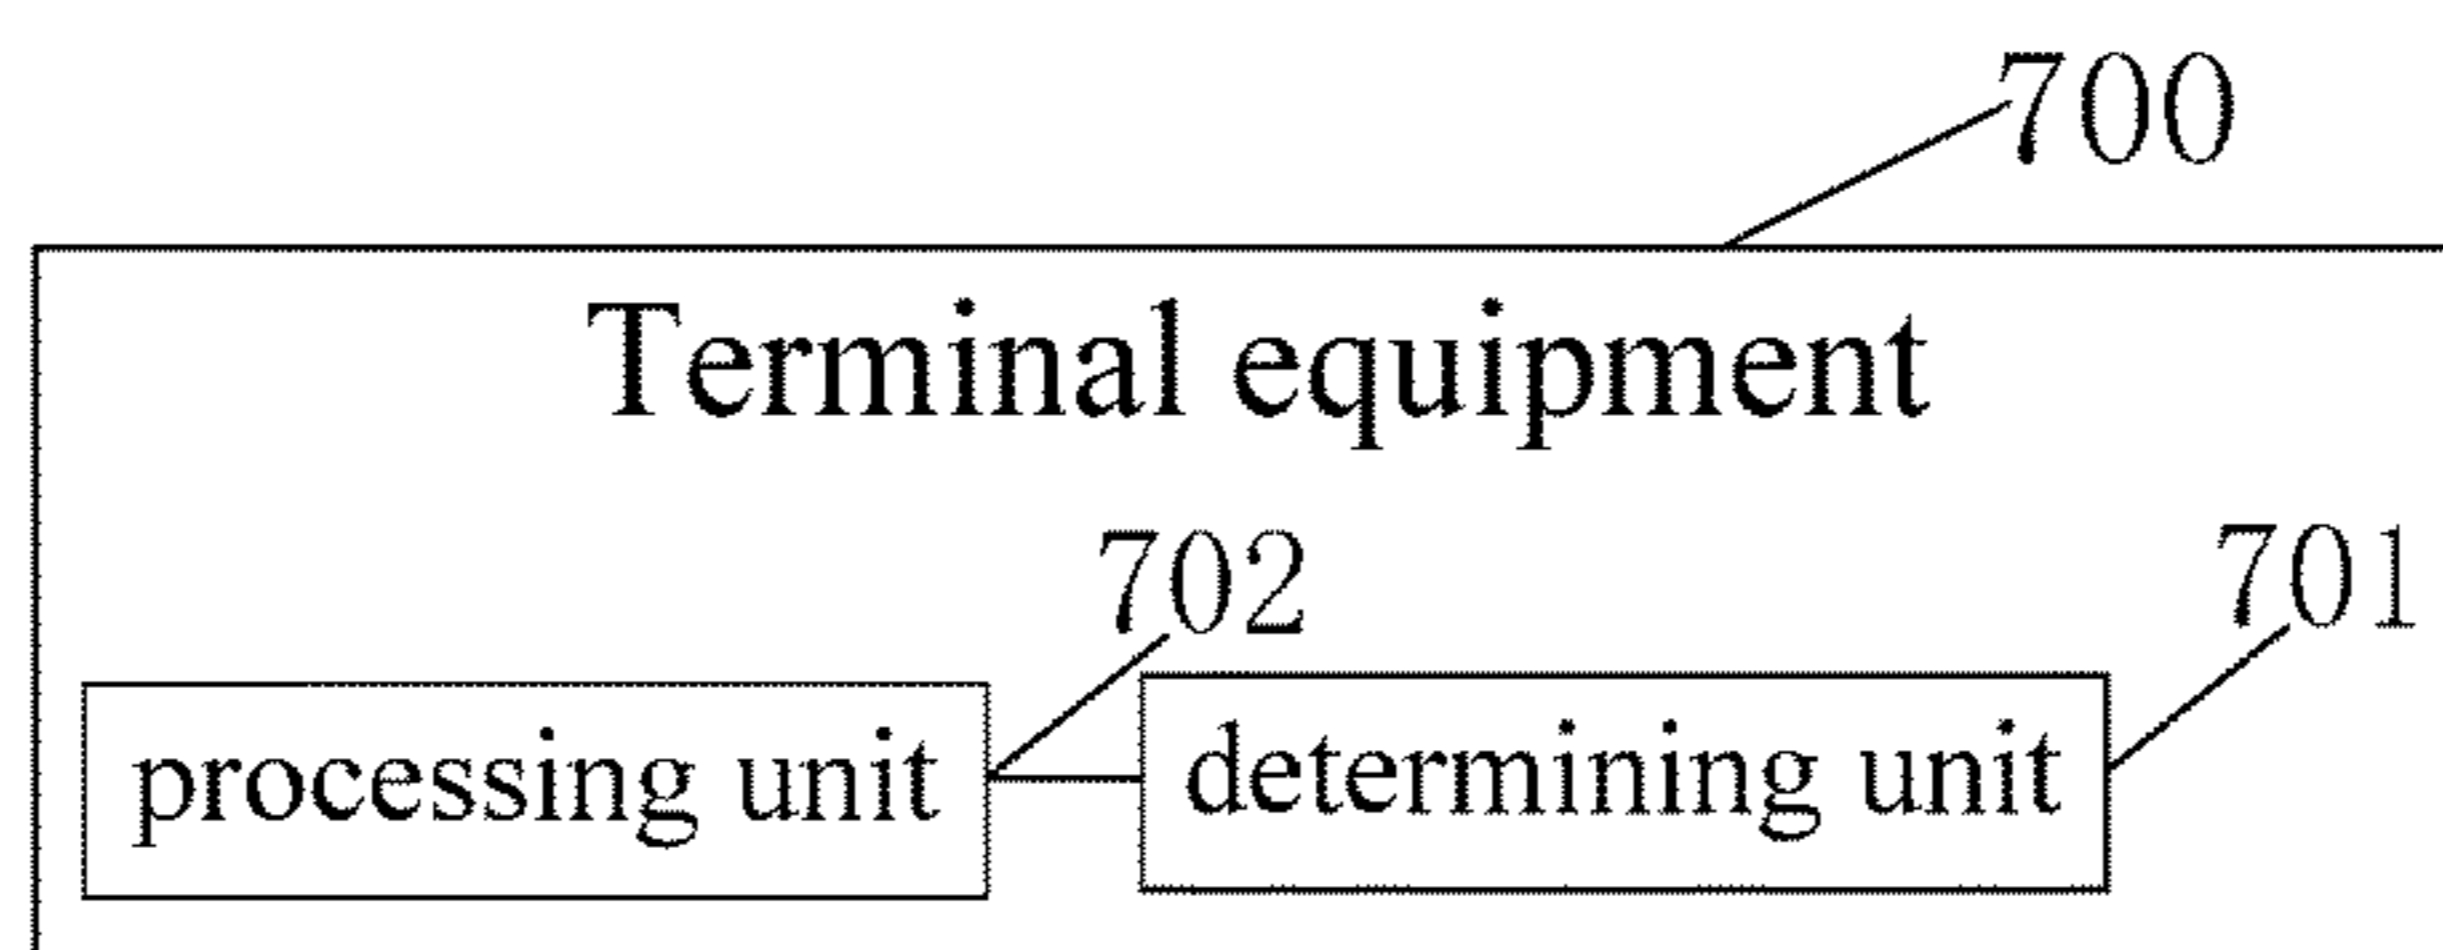 700
Terminal equipment
702
701
processing unit
determining unit